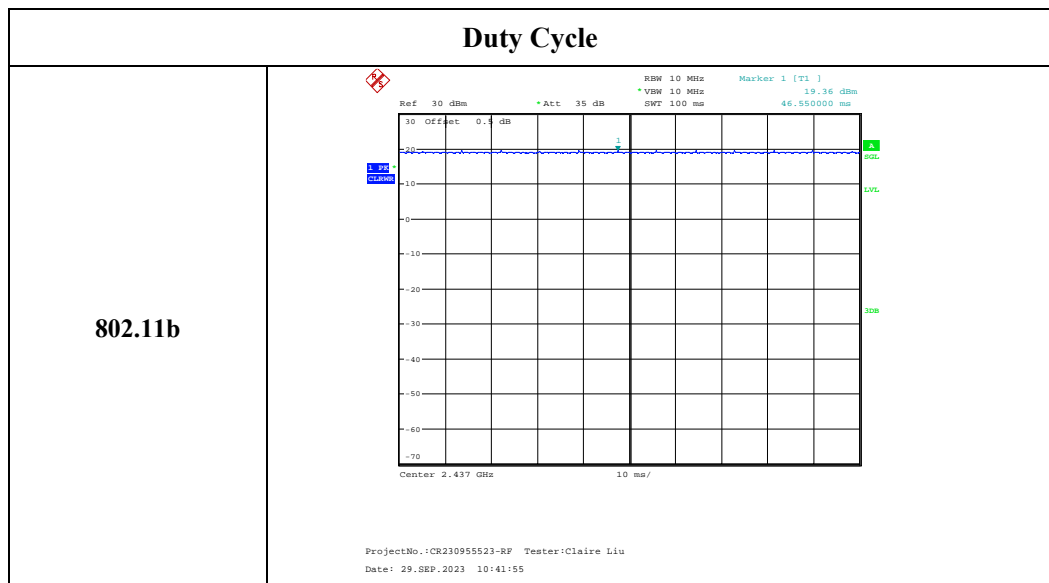 Duty Cycle
802.11b
R S
RBW 10 MHz Marker 1 [T1 ]
*VBW 10 MHz 19.36 dBm
Ref 30 dBm *Att 35 dB SWT 100 ms 46.550000 ms
30 Offset 0.5 dB
1
A
20
SGL
1 PK*
CLRWR
10
LVL
0
-10
-20
3DB
-30
-40
-50
-60
-70
Center 2.437 GHz 10 ms/
ProjectNo.:CR230955523-RF Tester:Claire Liu
Date: 29.SEP.2023 10:41:55